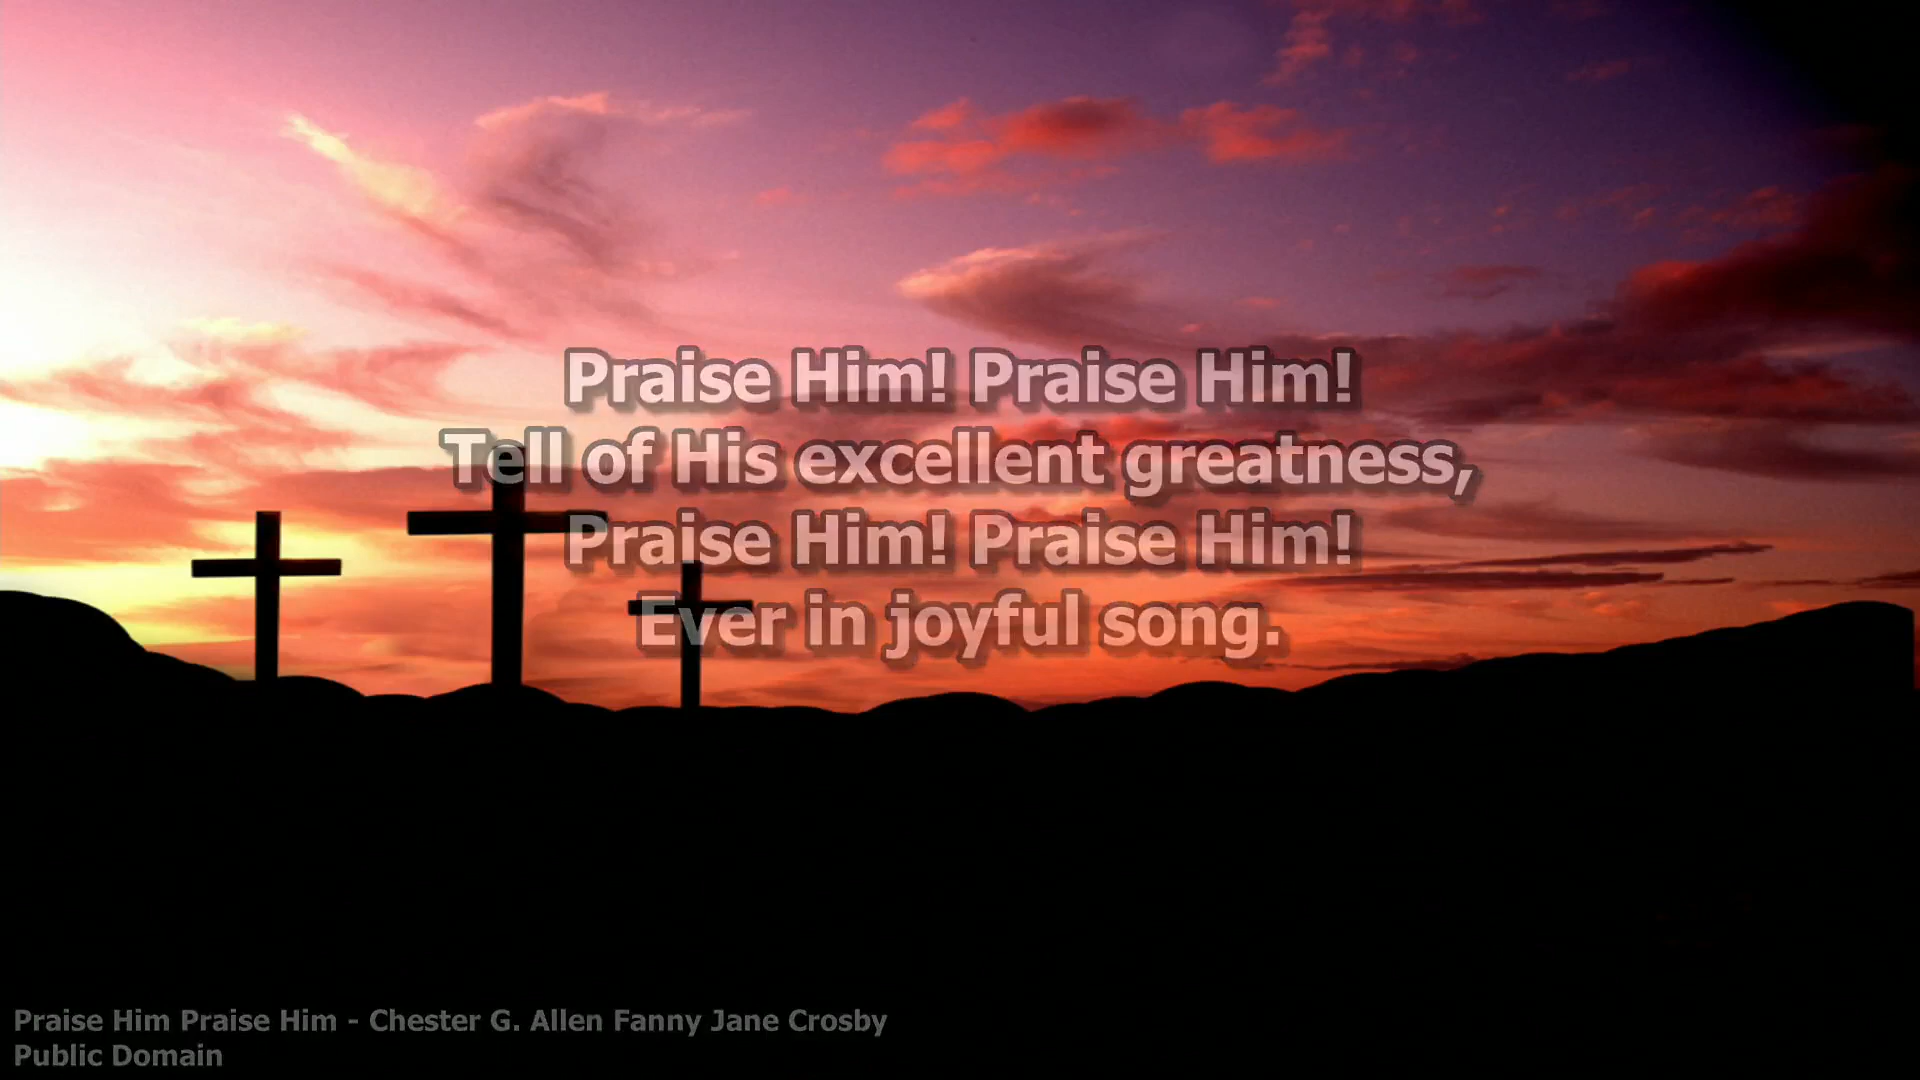 Praise Him! Praise Him!
Tell of His excellent greatness,
Praise Him! Praise Him!
Ever in joyful song.
Praise Him Praise Him - Chester G. Allen Fanny Jane Crosby
Public Domain